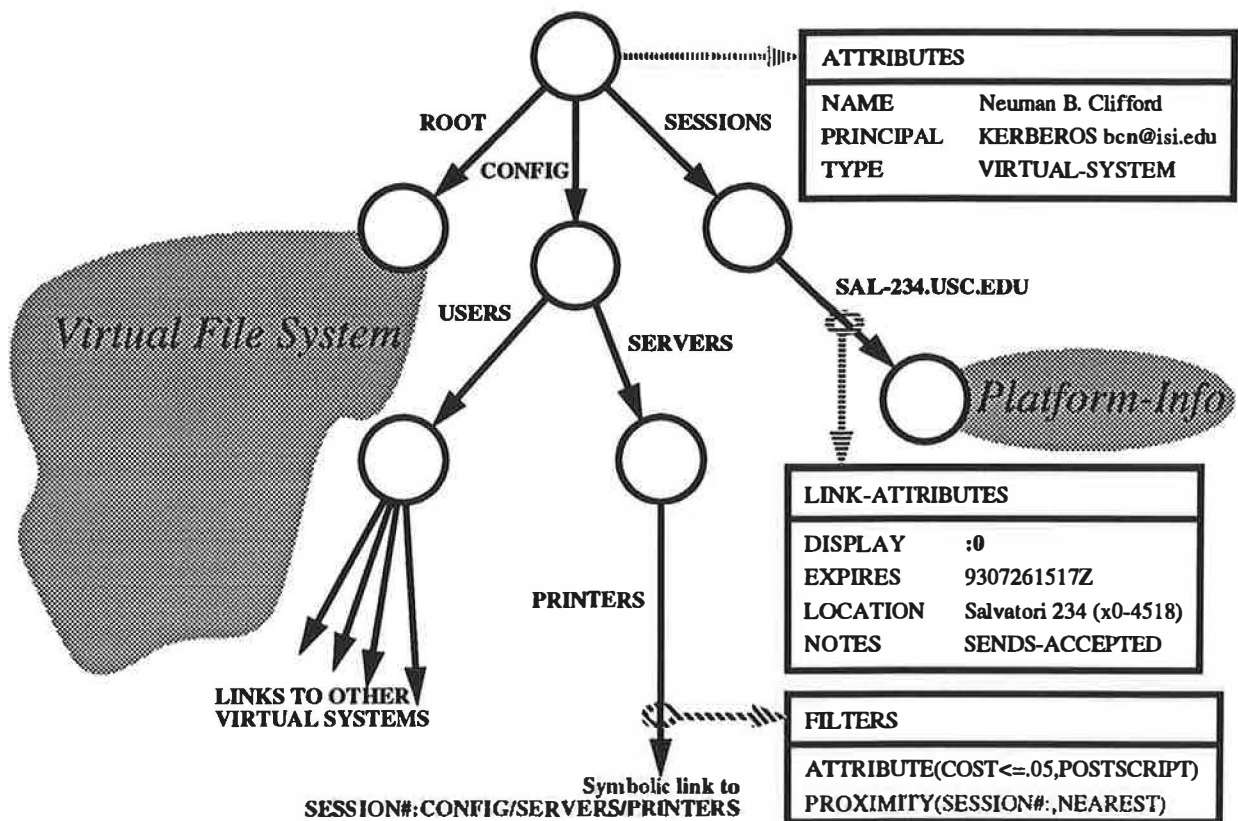 ATTRIBUTES
NAME Neuman B. Clifford
PRINCIPAL KERBEROS bcn@isi.edu
TYPE VIRTUAL-SYSTEM
ROOT
CONFIG
SESSIONS
SAL-234.USC.EDU
Virtual File System
USERS
SERVERS
Platform-Info
LINK-ATTRIBUTES
DISPLAY :0
EXPIRES 9307261517Z
LOCATION Salvatori 234 (x0-4518)
NOTES SENDS-ACCEPTED
PRINTERS
LINKS TO OTHER
VIRTUAL SYSTEMS
FILTERS
ATTRIBUTE(COST<=.05,POSTSCRIPT)
PROXIMITY(SESSION#:,NEAREST)
Symbolic link to
SESSION#:CONFIG/SERVERS/PRINTERS